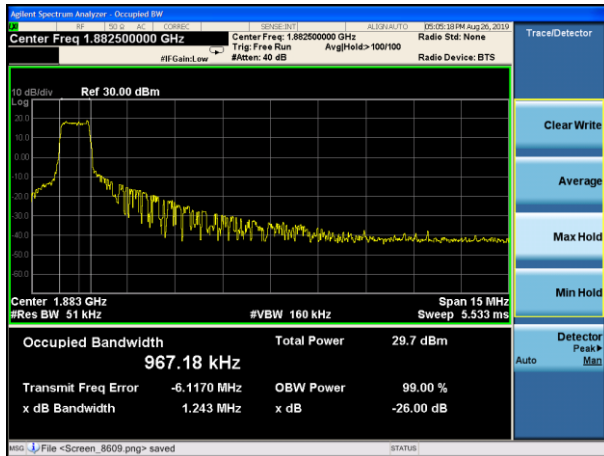 Agilent Spectrum Analyzer - Occupied BW
RF 50 Ω AC CORREC SENSE:INT ALIGNAUTO 05:05:18 PM Aug 26, 2019
Center Freq 1.882500000 GHz Center Freq: 1.882500000 GHz Radio Std: None Trace/Detector
Trig: Free Run Avg|Hold:> 100/100
#IFGain:Low #Atten: 40 dB Radio Device: BTS
10 dB/div Ref 30.00 dBm
Log
20.0
10.0
0.00
-10.0
-20.0
-30.0
-40.0
-50.0
-60.0
Center 1.883 GHz Span 15 MHz
#Res BW 51 kHz #VBW 160 kHz Sweep 5.533 ms
Occupied Bandwidth Total Power 29.7 dBm
967.18 kHz
Transmit Freq Error -6.1170 MHz OBW Power 99.00 %
x dB Bandwidth 1.243 MHz x dB -26.00 dB
Clear Write
Average
Max Hold
Min Hold
Detector
Peak▶
Auto Man
MSG File <Screen_8609.png> saved STATUS